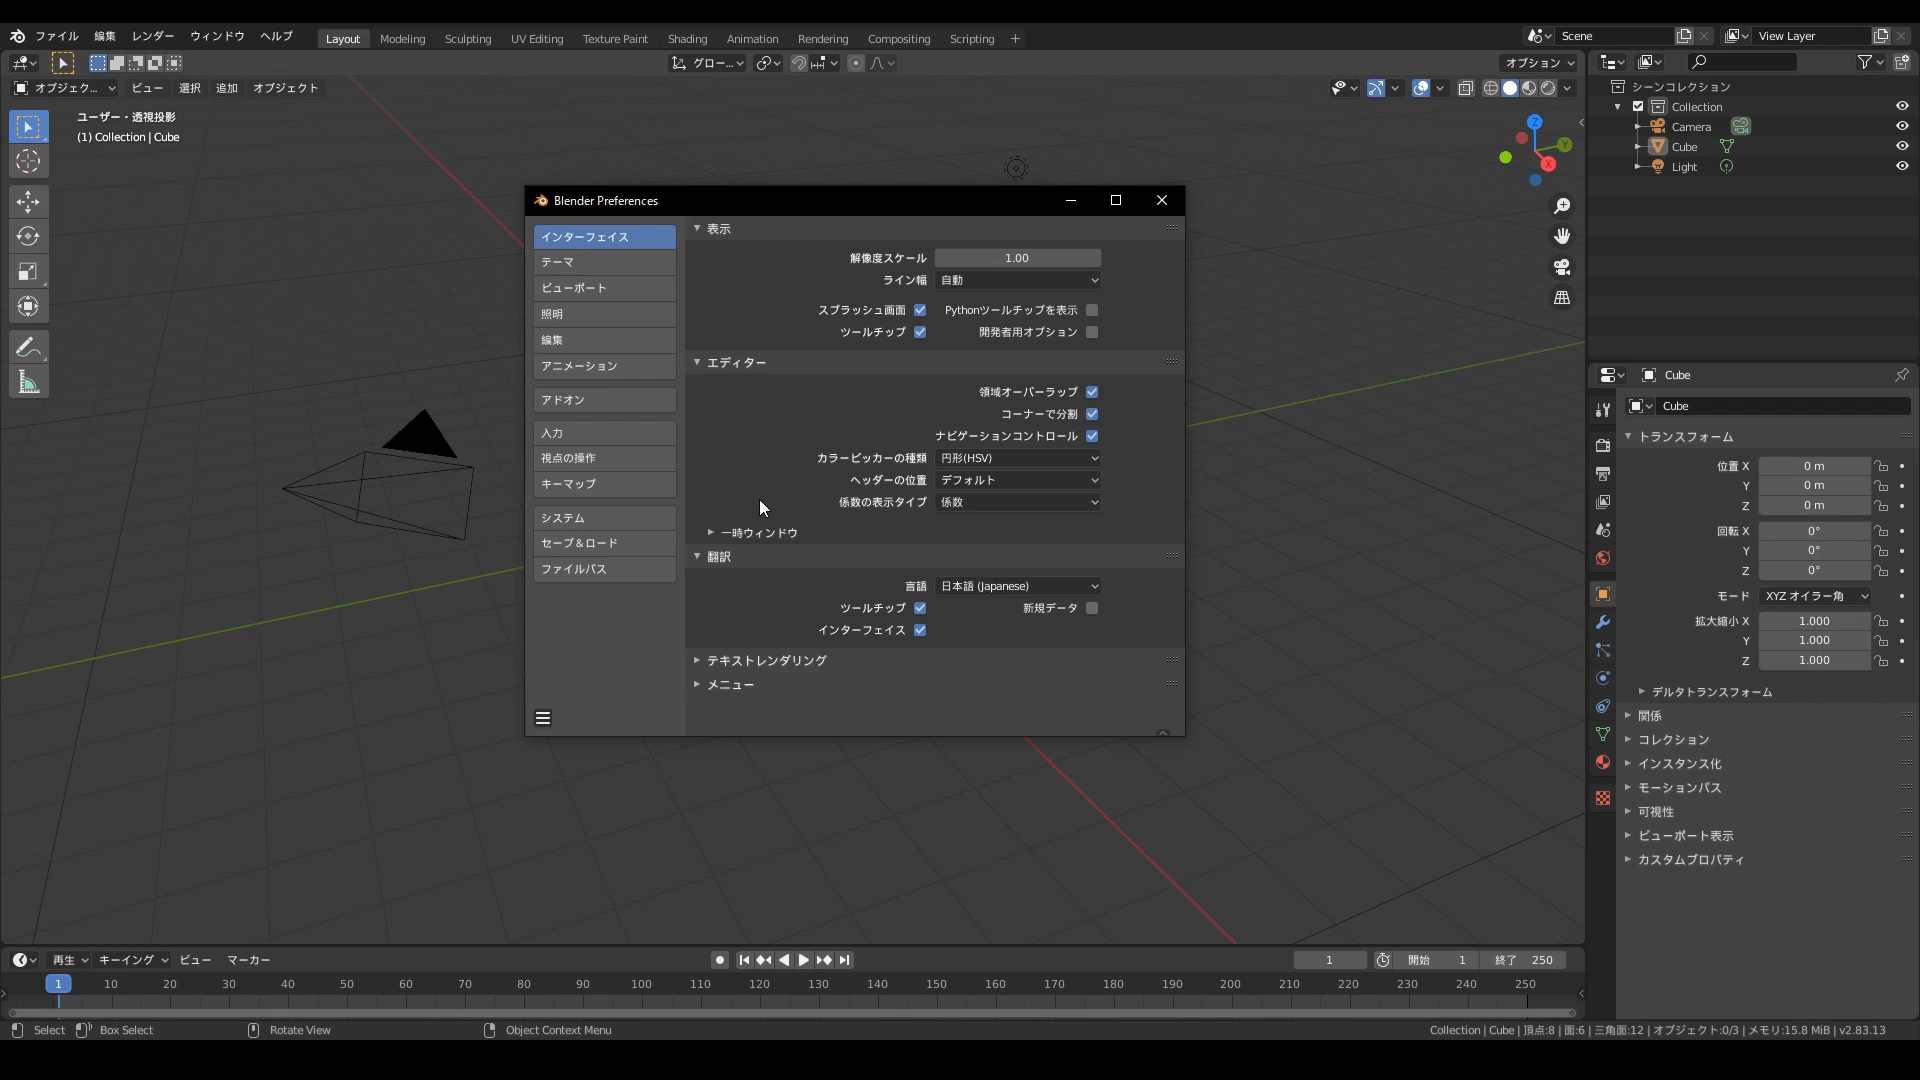 ファイル 編集 レンダー ウィンドウ ヘルプ Layout Modeling Sculpting UV Editing Texture Paint Shading Animation Rendering Compositing Scripting + Scene View Layer
グロー... オプション
オブジェク... ビュー 選択 追加 オブジェクト
ユーザー・透視投影
(1) Collection | Cube
Z
Y
X
シーンコレクション
Collection
Camera
Cube
Light
Blender Preferences
インターフェイス
テーマ
ビューポート
照明
編集
アニメーション
アドオン
入力
視点の操作
キーマップ
システム
セーブ＆ロード
ファイルパス
表示
解像度スケール 1.00
ライン幅 自動
スプラッシュ画面 Pythonツールチップを表示
ツールチップ 開発者用オプション
エディター
領域オーバーラップ
コーナーで分割
ナビゲーションコントロール
カラーピッカーの種類 円形(HSV)
ヘッダーの位置 デフォルト
係数の表示タイプ 係数
一時ウィンドウ
翻訳
言語 日本語 (Japanese)
ツールチップ 新規データ
インターフェイス
テキストレンダリング
メニュー
Cube
Cube
トランスフォーム
位置 X 0 m
Y 0 m
Z 0 m
回転 X 0°
Y 0°
Z 0°
モード XYZ オイラー角
拡大縮小 X 1.000
Y 1.000
Z 1.000
デルタトランスフォーム
関係
コレクション
インスタンス化
モーションパス
可視性
ビューポート表示
カスタムプロパティ
再生 キーイング ビュー マーカー 1 開始 1 終了 250
1 10 20 30 40 50 60 70 80 90 100 110 120 130 140 150 160 170 180 190 200 210 220 230 240 250
Select Box Select Rotate View Object Context Menu Collection | Cube | 頂点:8 | 面:6 | 三角面:12 | オブジェクト:0/3 | メモリ:15.8 MiB | v2.83.13